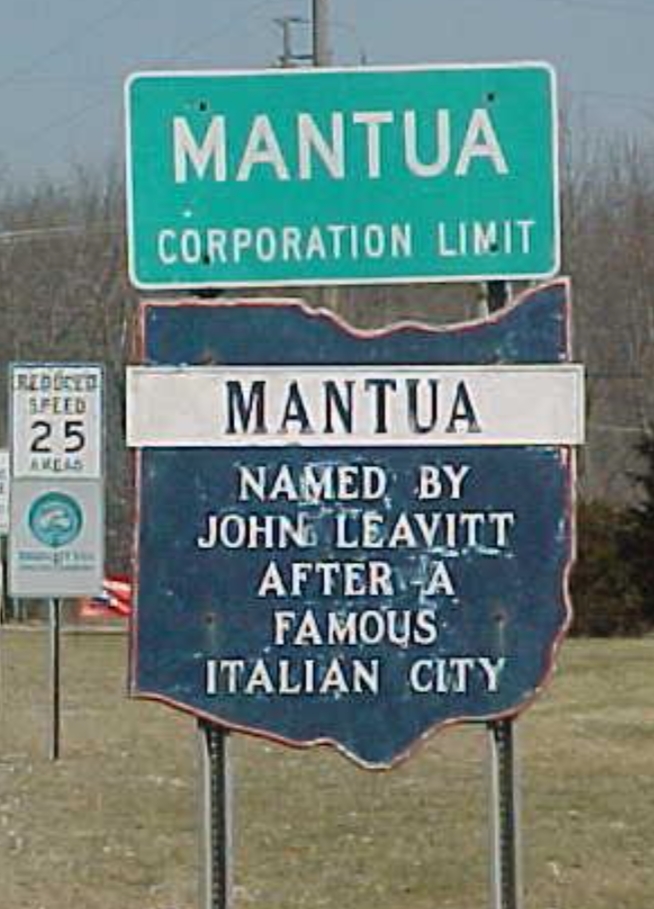 MANTUA
CORPORATION LIMIT
MANTUA
NAMED BY
JOHN LEAVITT
AFTER A
FAMOUS
ITALIAN CITY
REDUCED
SPEED
25
AREAS